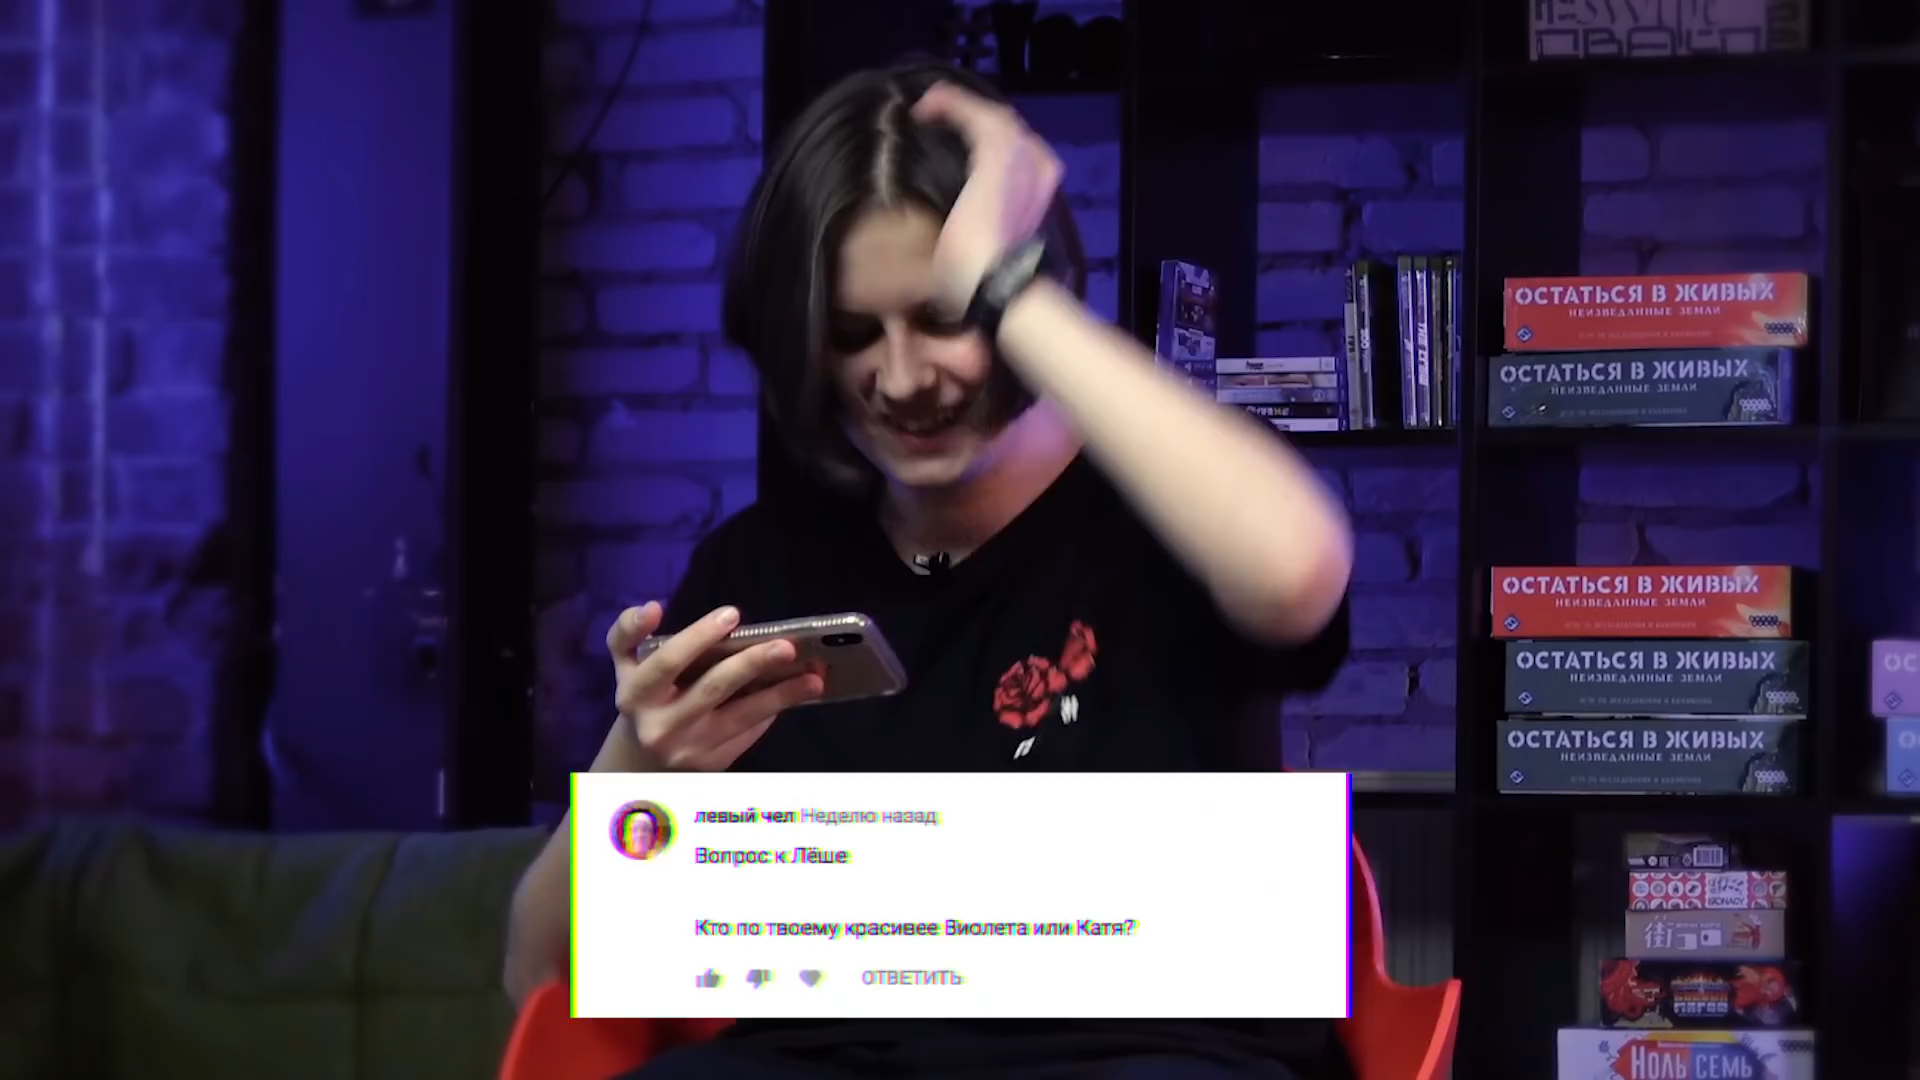 ОСТАТЬСЯ В ЖИВЫХ
НЕИЗВЕДАННЫЕ ЗЕМЛИ
ОСТАТЬСЯ В ЖИВЫХ
НЕИЗВЕДАННЫЕ ЗЕМЛИ
ОСТАТЬСЯ В ЖИВЫХ
НЕИЗВЕДАННЫЕ ЗЕМЛИ
ОСТАТЬСЯ В ЖИВЫХ
НЕИЗВЕДАННЫЕ ЗЕМЛИ
ОСТАТЬСЯ В ЖИВЫХ
НЕИЗВЕДАННЫЕ ЗЕМЛИ
левый чел Неделю назад
Вопрос к Лёше
Кто по твоему красивее Виолета или Катя?
ОТВЕТИТЬ
НОЛЬ СЕМЬ